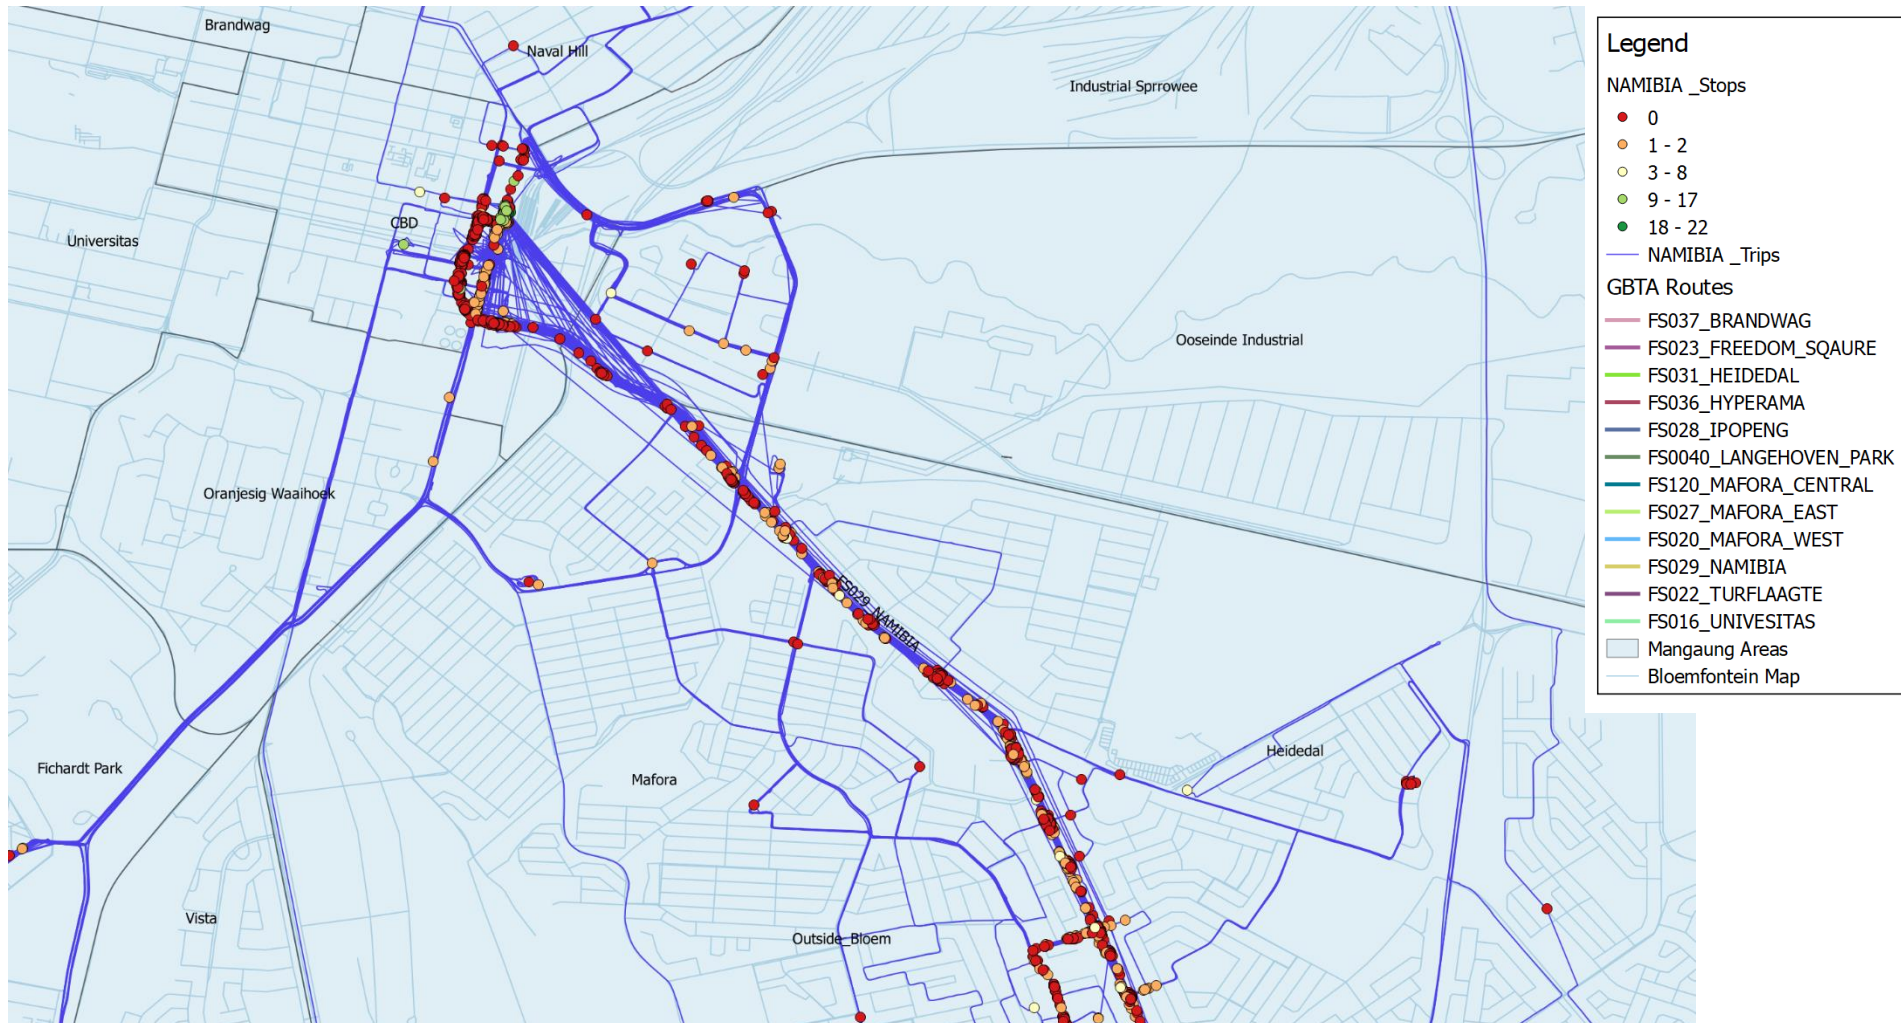 Brandwag
Naval Hill
Industrial Sprrowee
CBD
Universitas
Ooseinde Industrial
Oranjesig Waaihoek
FS029_NAMIBIA
Heidedal
Fichardt Park
Mafora
Vista
Outside_Bloem
Legend
NAMIBIA _Stops
0
1 - 2
3 - 8
9 - 17
18 - 22
NAMIBIA _Trips
GBTA Routes
FS037_BRANDWAG
FS023_FREEDOM_SQAURE
FS031_HEIDEDAL
FS036_HYPERAMA
FS028_IPOPENG
FS0040_LANGEHOVEN_PARK
FS120_MAFORA_CENTRAL
FS027_MAFORA_EAST
FS020_MAFORA_WEST
FS029_NAMIBIA
FS022_TURFLAAGTE
FS016_UNIVESITAS
Mangaung Areas
Bloemfontein Map